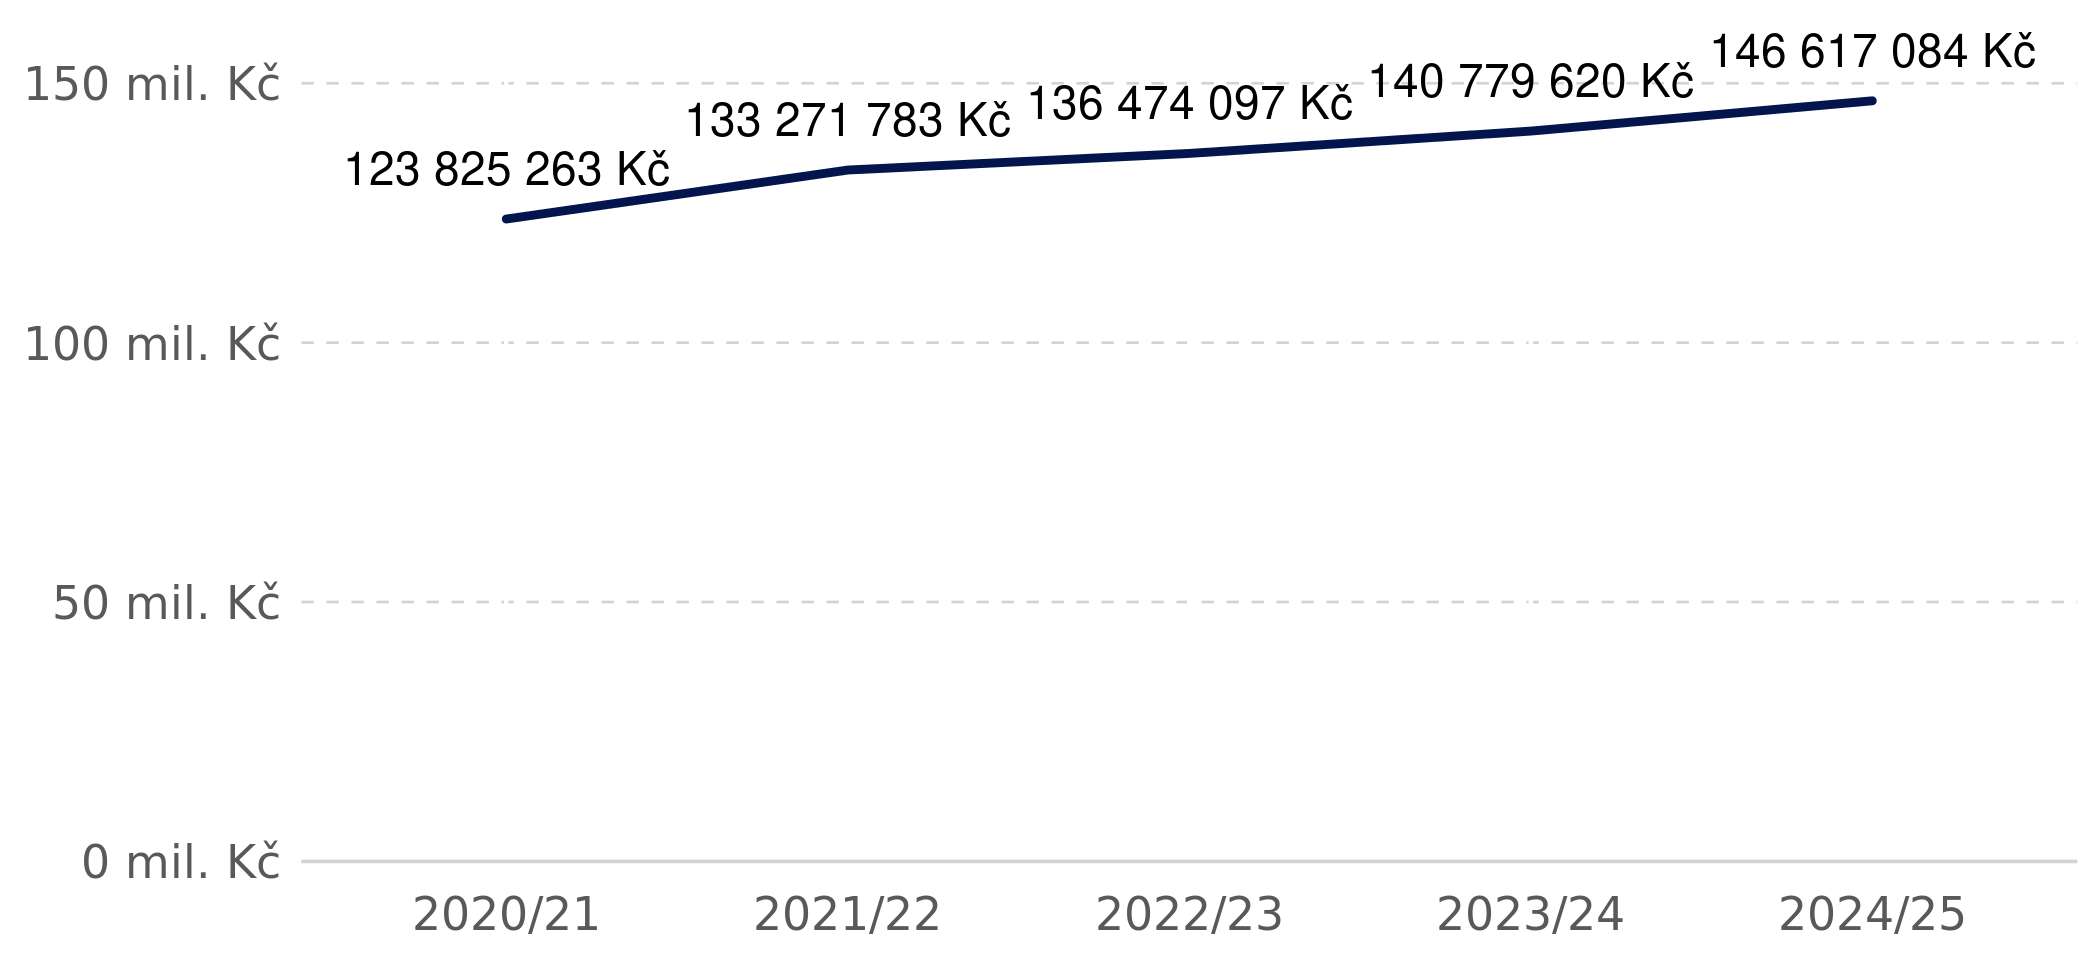 146 617 084 Kč
150 mil. Kč
140 779 620 Kč
136 474 097 Kč
133 271 783 Kč
123 825 263 Kč
100 mil. Kč
50 mil. Kč
0 mil. Kč
2020/21
2021/22
2022/23
2023/24
2024/25